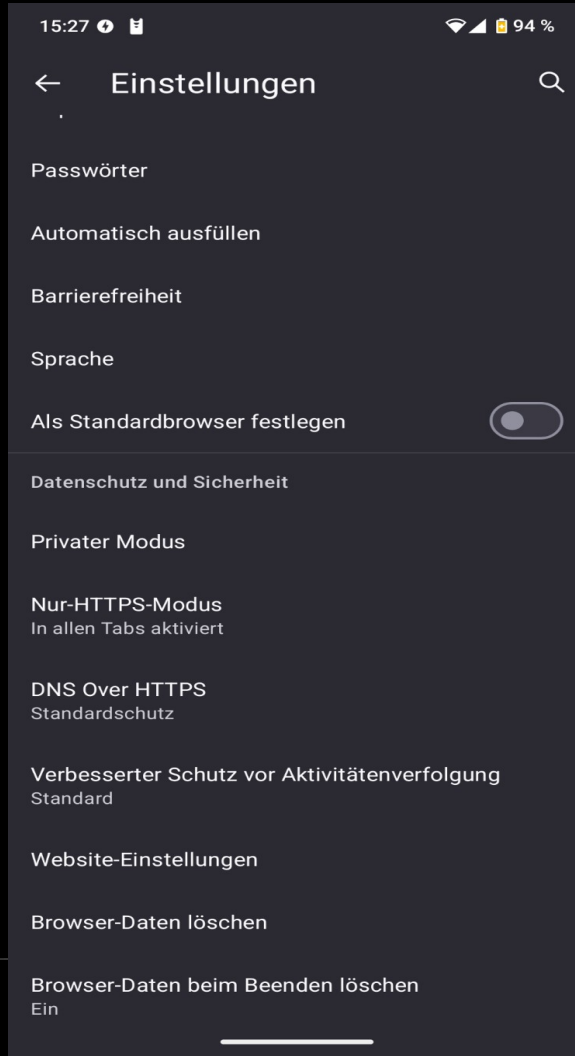 15:27 94 %
Einstellungen
Passwörter
Automatisch ausfüllen
Barrierefreiheit
Sprache
Als Standardbrowser festlegen
Datenschutz und Sicherheit
Privater Modus
Nur-HTTPS-Modus
In allen Tabs aktiviert
DNS Over HTTPS
Standardschutz
Verbesserter Schutz vor Aktivitätenverfolgung
Standard
Website-Einstellungen
Browser-Daten löschen
Browser-Daten beim Beenden löschen
Ein